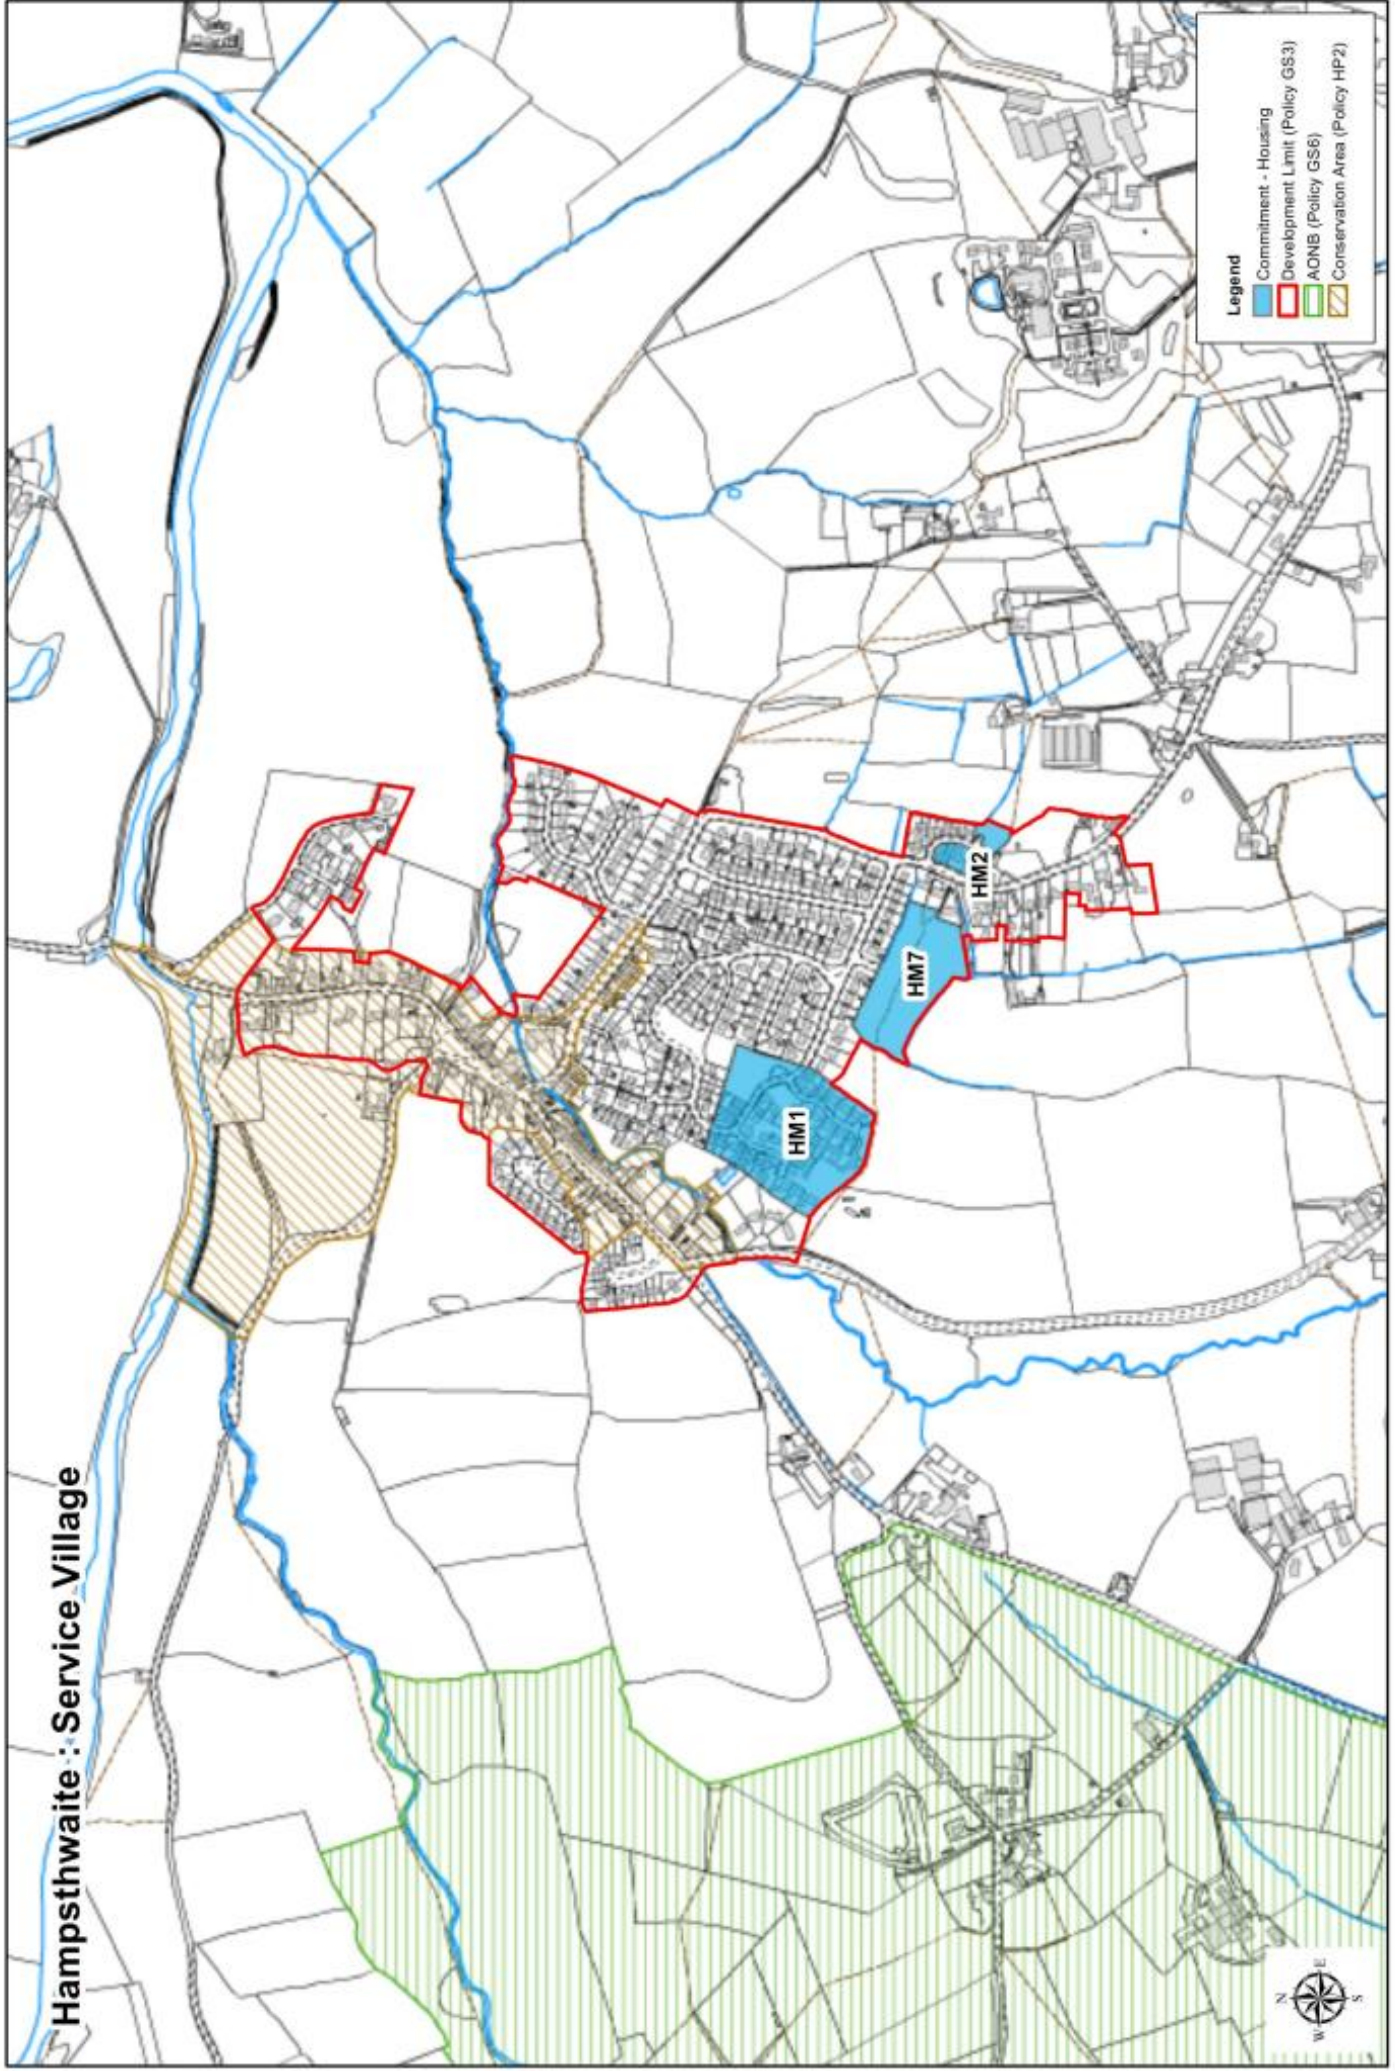 Hampsthwaite : Service Village
HM1
HM7
HM2
Legend
Commitment - Housing
Development Limit (Policy GS3)
AONB (Policy GS6)
Conservation Area (Policy HP2)
N
W E
S